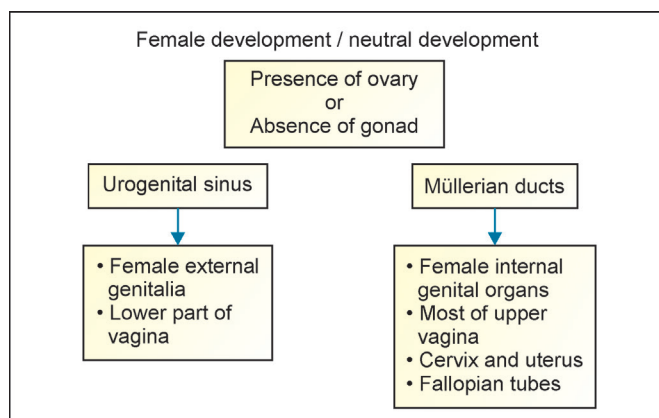 Female development / neutral development
Presence of ovary
or
Absence of gonad
Urogenital sinus
Müllerian ducts
• Female external
genitalia
• Lower part of
vagina
• Female internal
genital organs
• Most of upper
vagina
• Cervix and uterus
• Fallopian tubes